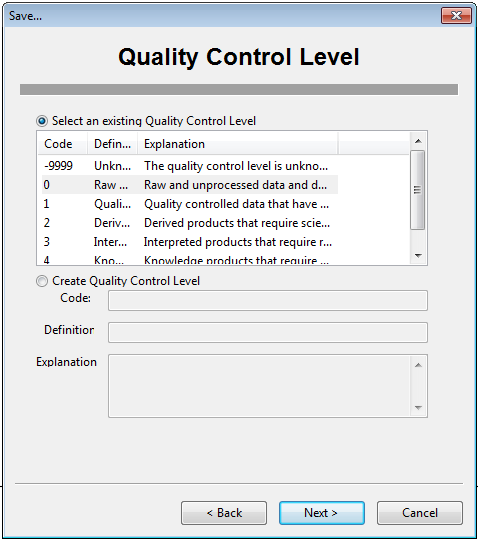 Save...
Quality Control Level
Select an existing Quality Control Level
Code Defin... Explanation
-9999 Unkn... The quality control level is unkno...
0 Raw ... Raw and unprocessed data and d...
1 Quali... Quality controlled data that have ...
2 Deriv... Derived products that require scie...
3 Inter... Interpreted products that require r...
4 Kno... Knowledge products that require ...
Create Quality Control Level
Code:
Definition
Explanation
< Back Next > Cancel